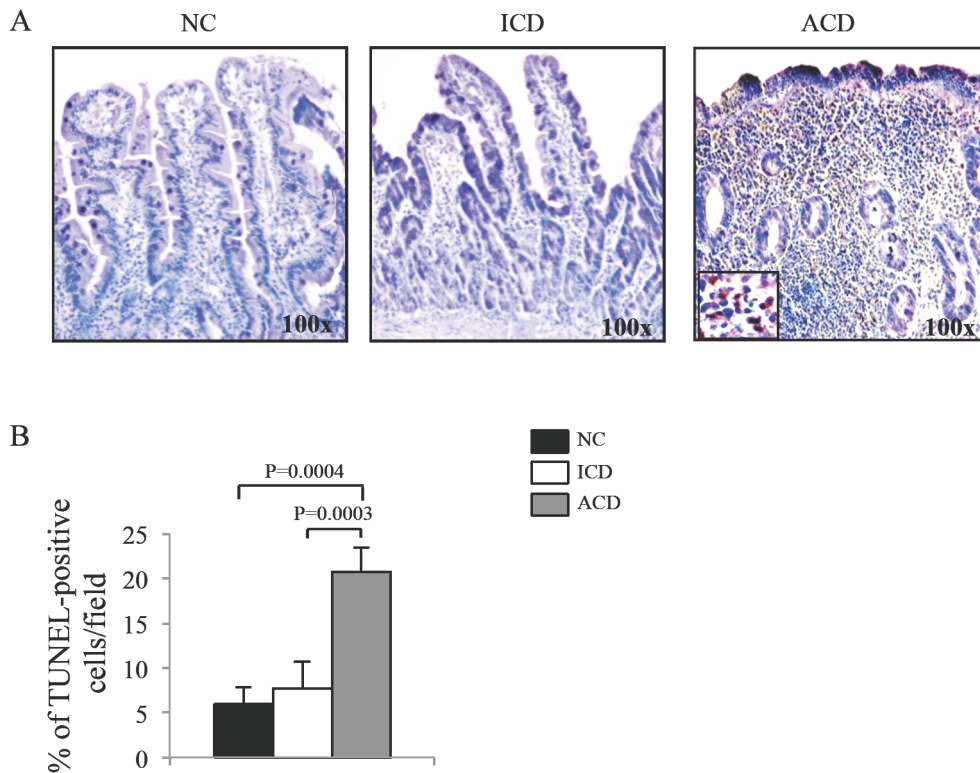 A
NC
ICD
ACD
100x
100x
100x
B
NC
ICD
ACD
P=0.0004
P=0.0003
% of TUNEL-positive
cells/field
25
20
15
10
5
0